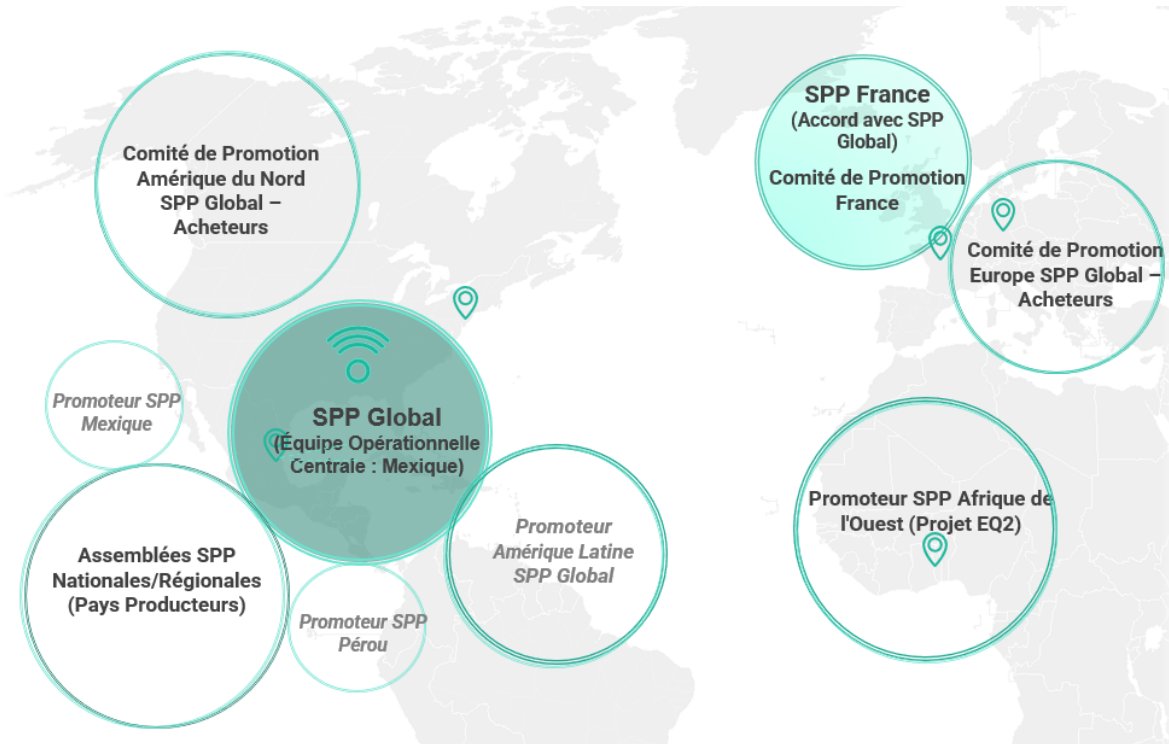 Comité de Promotion
Amérique du Nord
SPP Global –
Acheteurs
SPP France
(Accord avec SPP
Global)
Comité de Promotion
France
Comité de Promotion
Europe SPP Global –
Acheteurs
Promoteur SPP
Mexique
SPP Global
(Équipe Opérationnelle
Centrale : Mexique)
Assemblées SPP
Nationales/Régionales
(Pays Producteurs)
Promoteur SPP
Pérou
Promoteur
Amérique Latine
SPP Global
Promoteur SPP Afrique de
l'Ouest (Projet EQ2)